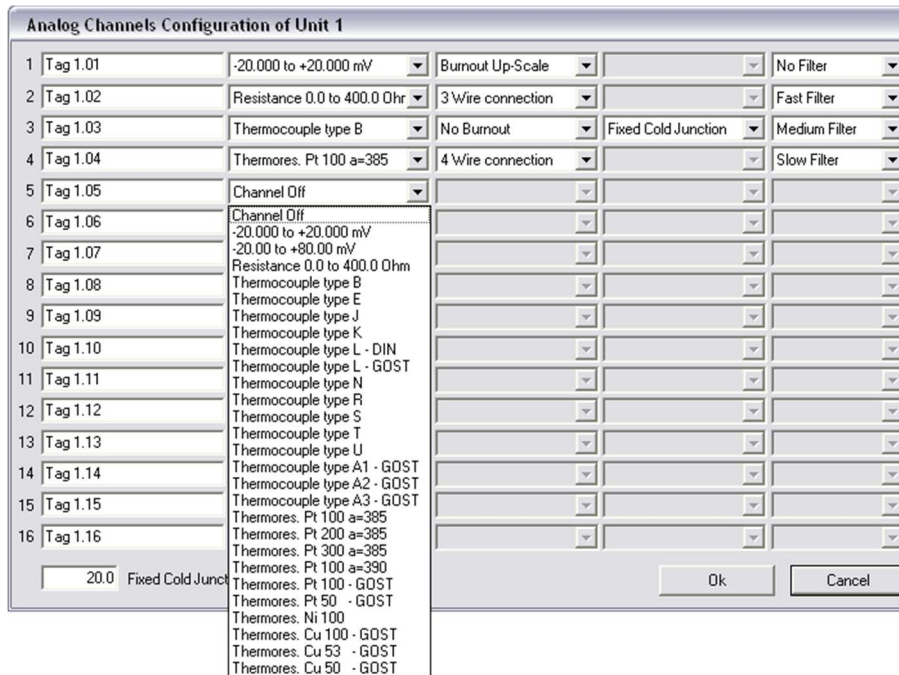 Analog Channels Configuration of Unit 1
1 Tag 1.01 -20.000 to +20.000 mV Burnout Up-Scale No Filter
2 Tag 1.02 Resistance 0.0 to 400.0 Ohr 3 Wire connection Fast Filter
3 Tag 1.03 Thermocouple type B No Burnout Fixed Cold Junction Medium Filter
4 Tag 1.04 Thermores. Pt 100 a=385 4 Wire connection Slow Filter
5 Tag 1.05 Channel Off
6 Tag 1.06
7 Tag 1.07
8 Tag 1.08
9 Tag 1.09
10 Tag 1.10
11 Tag 1.11
12 Tag 1.12
13 Tag 1.13
14 Tag 1.14
15 Tag 1.15
16 Tag 1.16
Channel Off
-20.000 to +20.000 mV
-20.00 to +80.00 mV
Resistance 0.0 to 400.0 Ohm
Thermocouple type B
Thermocouple type E
Thermocouple type J
Thermocouple type K
Thermocouple type L - DIN
Thermocouple type L - GOST
Thermocouple type N
Thermocouple type R
Thermocouple type S
Thermocouple type T
Thermocouple type U
Thermocouple type A1 - GOST
Thermocouple type A2 - GOST
Thermocouple type A3 - GOST
Thermores. Pt 100 a=385
Thermores. Pt 200 a=385
Thermores. Pt 300 a=385
Thermores. Pt 100 a=390
Thermores. Pt 100 - GOST
Thermores. Pt 50 - GOST
Thermores. Ni 100
Thermores. Cu 100 - GOST
Thermores. Cu 53 - GOST
Thermores. Cu 50 - GOST
20.0 Fixed Cold Junct
Ok Cancel